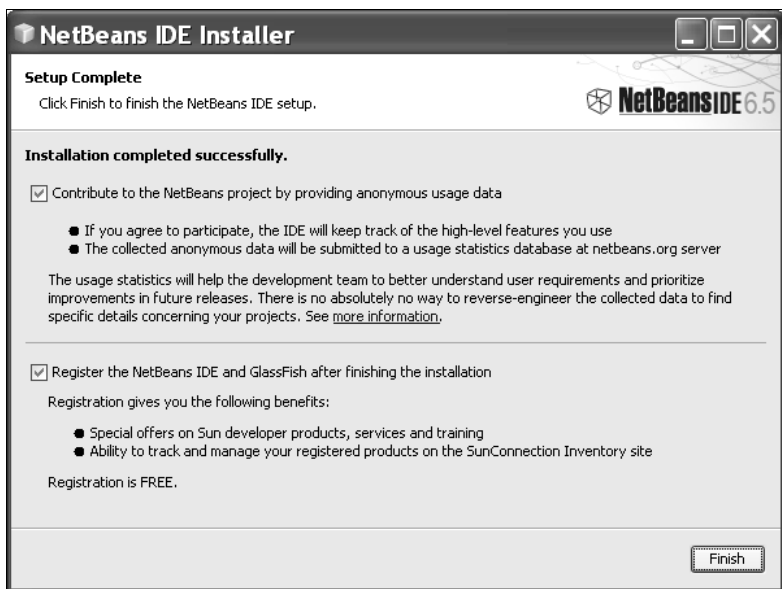 NetBeans IDE Installer
Setup Complete
Click Finish to finish the NetBeans IDE setup.
NetBeans IDE 6.5
Installation completed successfully.
Contribute to the NetBeans project by providing anonymous usage data
● If you agree to participate, the IDE will keep track of the high-level features you use
● The collected anonymous data will be submitted to a usage statistics database at netbeans.org server
The usage statistics will help the development team to better understand user requirements and prioritize
improvements in future releases. There is no absolutely no way to reverse-engineer the collected data to find
specific details concerning your projects. See more information.
Register the NetBeans IDE and GlassFish after finishing the installation
Registration gives you the following benefits:
● Special offers on Sun developer products, services and training
● Ability to track and manage your registered products on the SunConnection Inventory site
Registration is FREE.
Finish